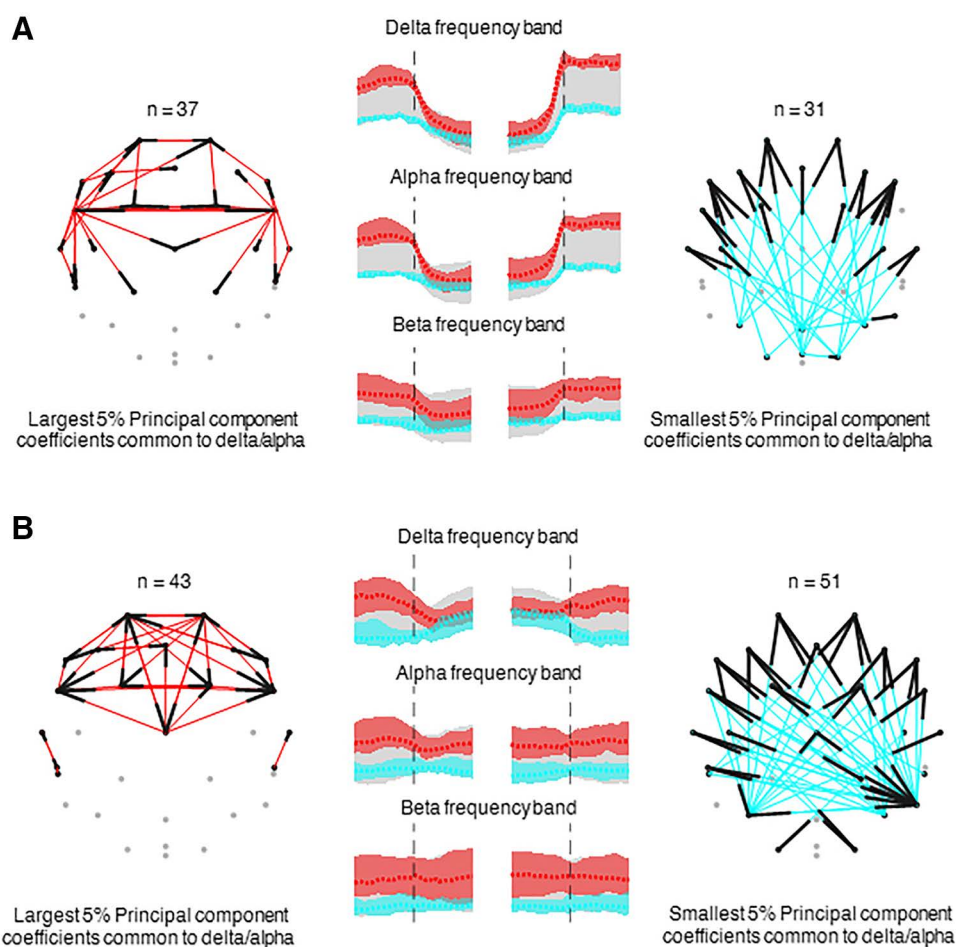 A
Delta frequency band
n = 37
n = 31
Alpha frequency band
Beta frequency band
Largest 5% Principal component
coefficients common to delta/alpha
Smallest 5% Principal component
coefficients common to delta/alpha
B
Delta frequency band
n = 43
n = 51
Alpha frequency band
Beta frequency band
Largest 5% Principal component
coefficients common to delta/alpha
Smallest 5% Principal component
coefficients common to delta/alpha